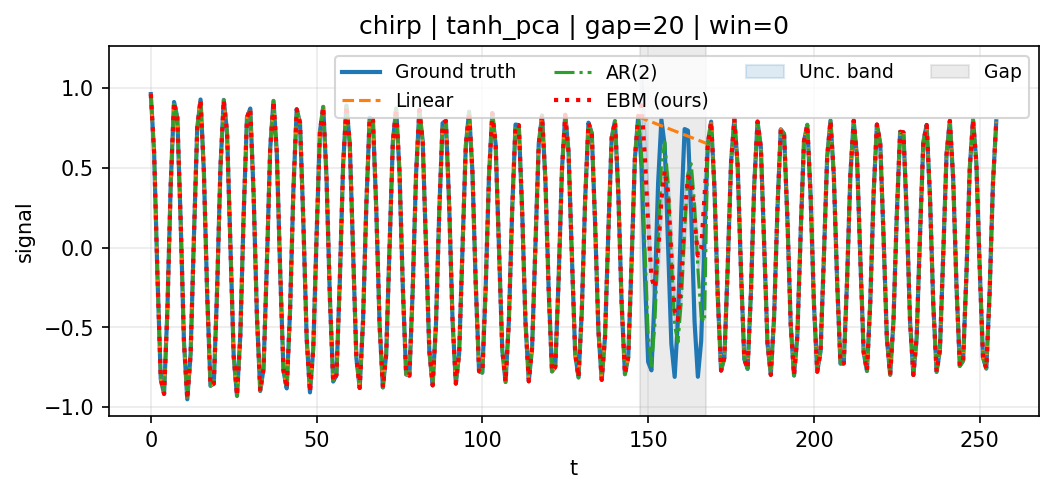 chirp | tanh_pca | gap=20 | win=0
Ground truth
Linear
AR(2)
EBM (ours)
Unc. band
Gap
signal
1.0
0.5
0.0
−0.5
−1.0
0 50 100 150 200 250
t